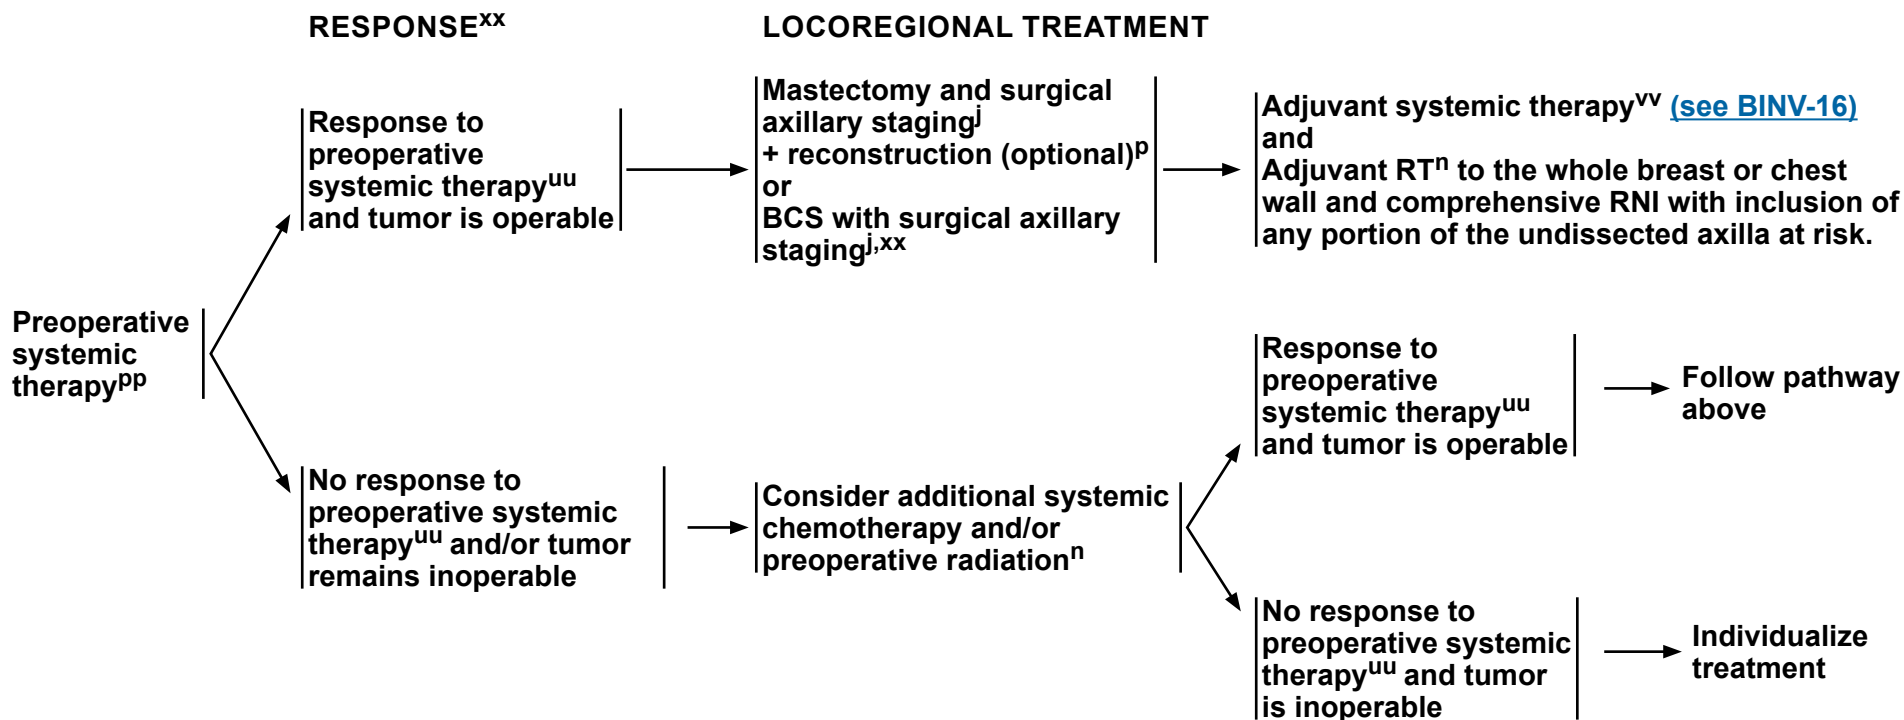 RESPONSExx
LOCOREGIONAL TREATMENT
Preoperative
systemic
therapypp
Response to
preoperative
systemic therapyuu
and tumor is operable
Mastectomy and surgical
axillary stagingj
+ reconstruction (optional)p
or
BCS with surgical axillary
stagingj,xx
Adjuvant systemic therapyvv (see BINV-16)
and
Adjuvant RTn to the whole breast or chest
wall and comprehensive RNI with inclusion of
any portion of the undissected axilla at risk.
No response to
preoperative systemic
therapyuu and/or tumor
remains inoperable
Consider additional systemic
chemotherapy and/or
preoperative radiationn
Response to
preoperative
systemic therapyuu
and tumor is operable
Follow pathway
above
No response to
preoperative systemic
therapyuu and tumor
is inoperable
Individualize
treatment